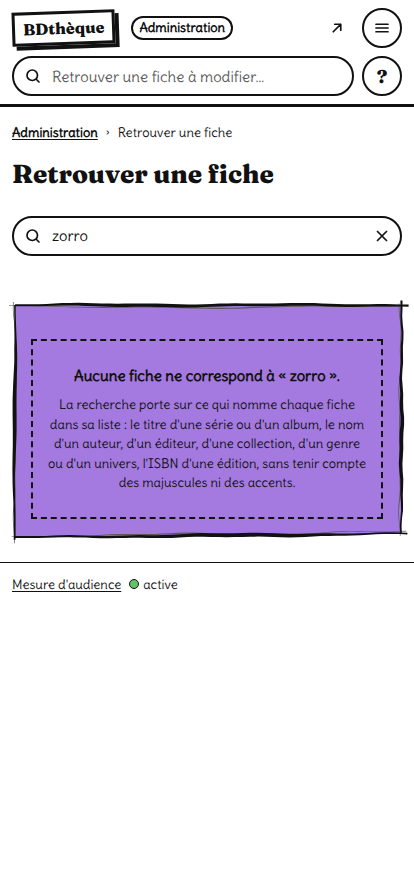 BDthèque
Administration
Retrouver une fiche à modifier...
?
Administration › Retrouver une fiche
Retrouver une fiche
zorro
Aucune fiche ne correspond à « zorro ».
La recherche porte sur ce qui nomme chaque fiche
dans sa liste : le titre d'une série ou d'un album, le nom
d'un auteur, d'un éditeur, d'une collection, d'un genre
ou d'un univers, l'ISBN d'une édition, sans tenir compte
des majuscules ni des accents.
Mesure d'audience active